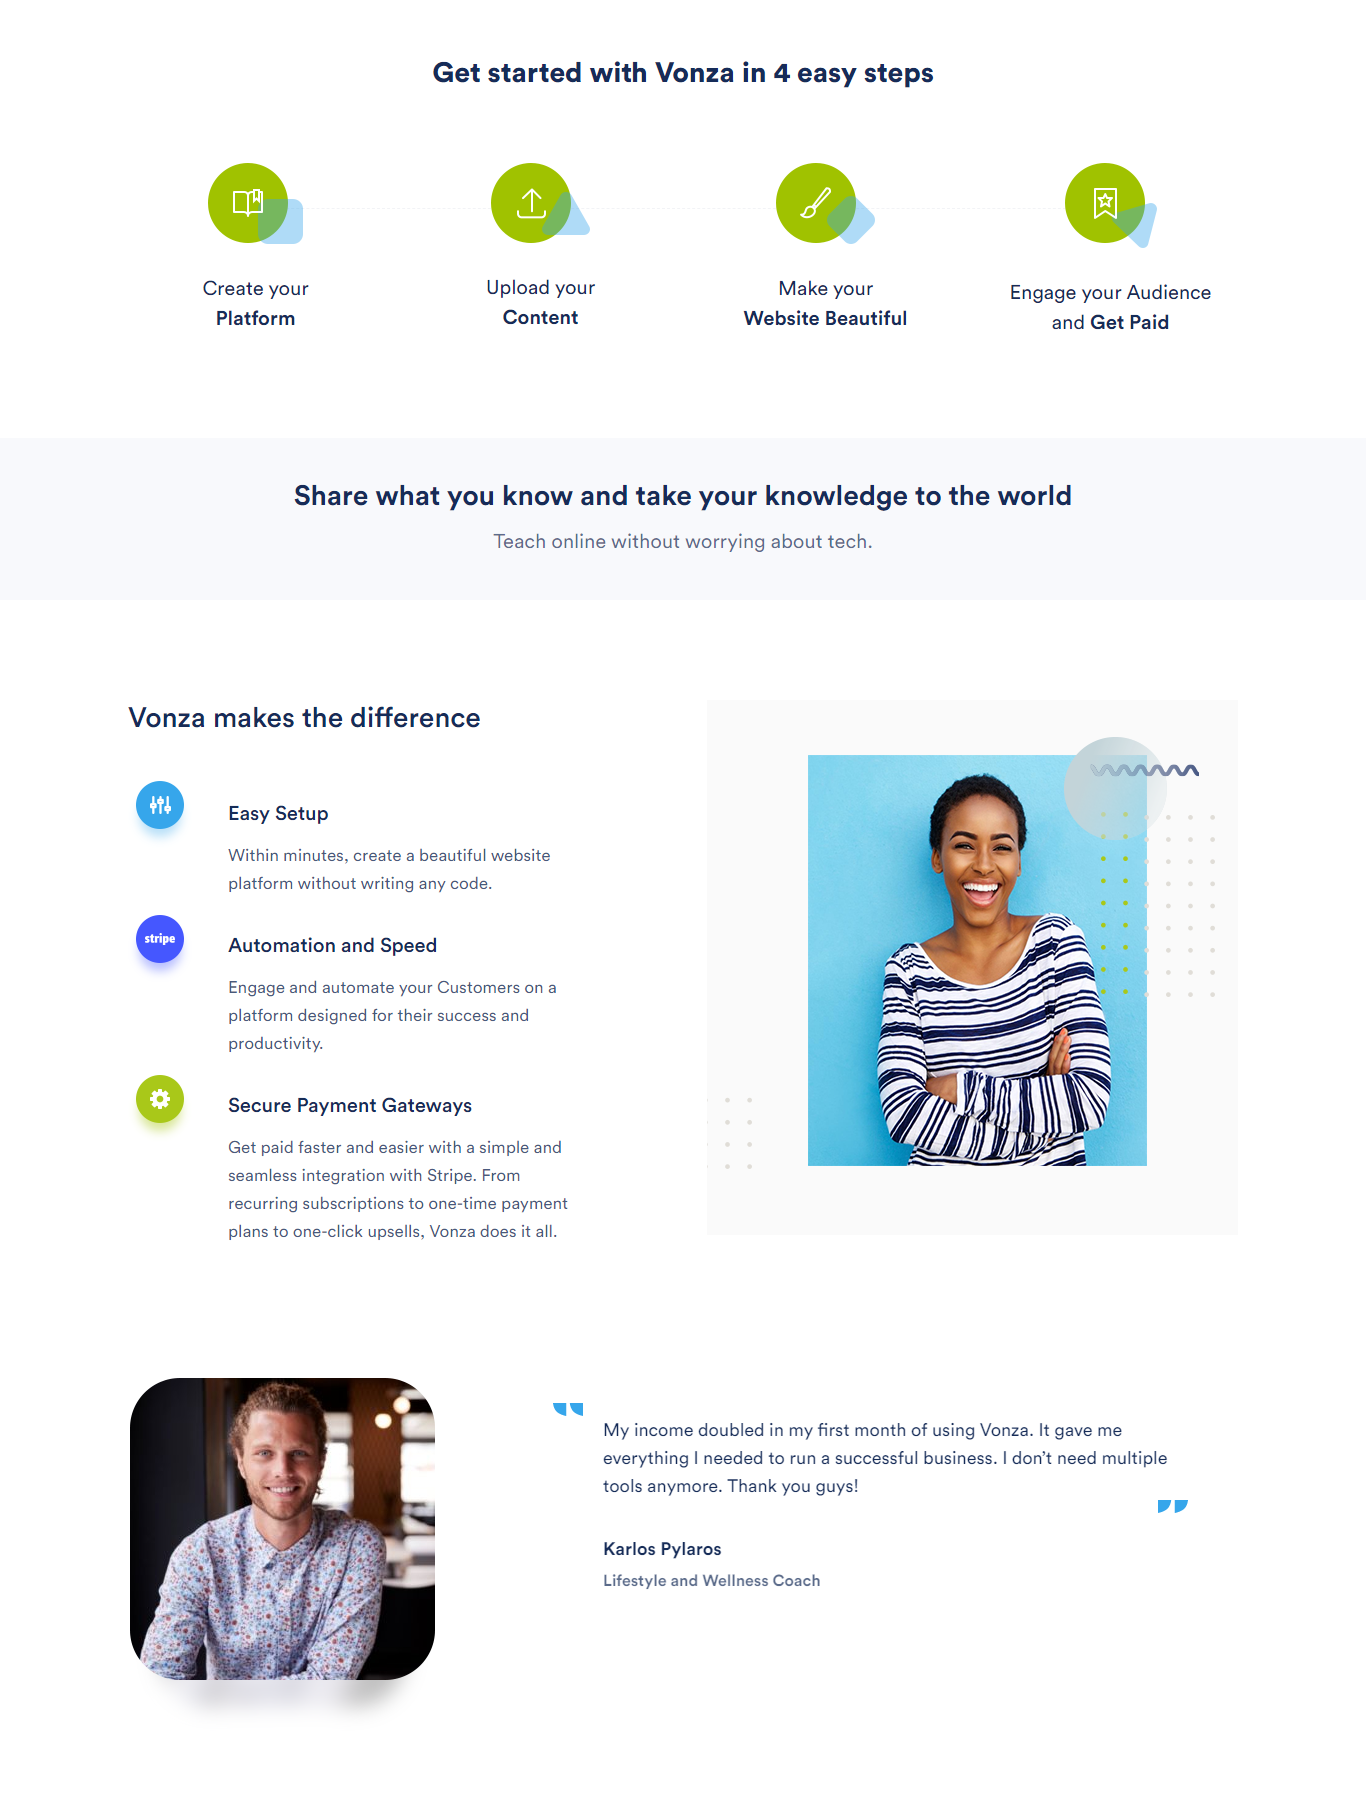 Get started with Vonza in 4 easy steps
Create your
Platform
Upload your
Content
Make your
Website Beautiful
Engage your Audience
and Get Paid
Share what you know and take your knowledge to the world
Teach online without worrying about tech.
Vonza makes the difference
Easy Setup
Within minutes, create a beautiful website
platform without writing any code.
stripe
Automation and Speed
Engage and automate your Customers on a
platform designed for their success and
productivity.
Secure Payment Gateways
Get paid faster and easier with a simple and
seamless integration with Stripe. From
recurring subscriptions to one-time payment
plans to one-click upsells, Vonza does it all.
My income doubled in my first month of using Vonza. It gave me
everything I needed to run a successful business. I don’t need multiple
tools anymore. Thank you guys!
Karlos Pylaros
Lifestyle and Wellness Coach